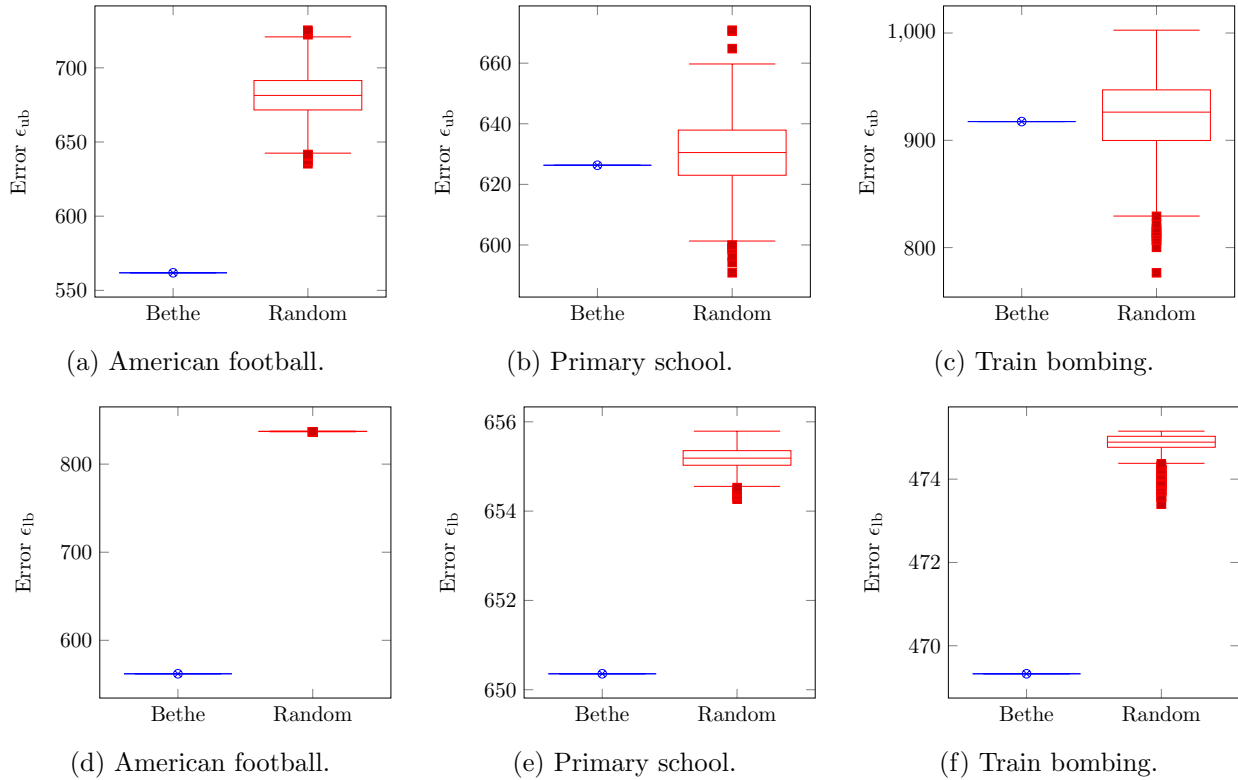 700
650
600
550
Error ϵub
Bethe Random
(a) American football.
660
640
620
600
Error ϵub
Bethe Random
(b) Primary school.
1,000
900
800
Error ϵub
Bethe Random
(c) Train bombing.
800
700
600
Error ϵlb
Bethe Random
(d) American football.
656
654
652
650
Error ϵlb
Bethe Random
(e) Primary school.
474
472
470
Error ϵlb
Bethe Random
(f) Train bombing.